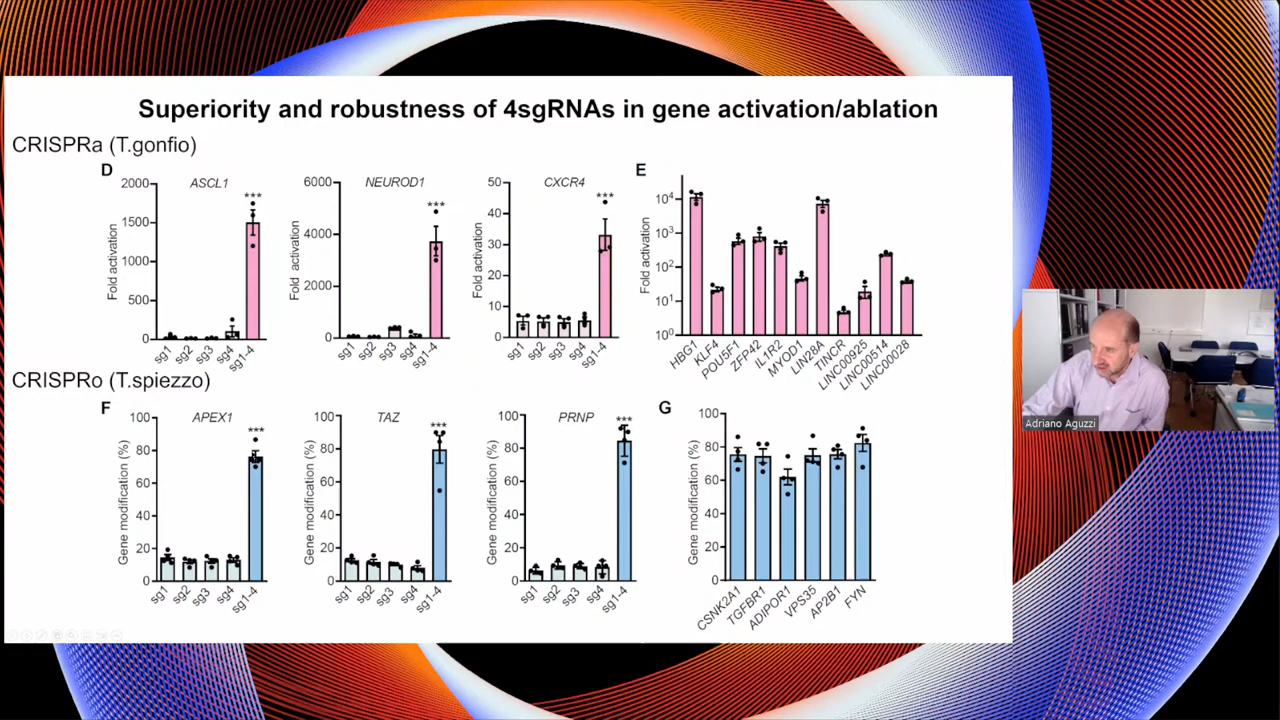 Superiority and robustness of 4sgRNAs in gene activation/ablation
CRISPRa (T.gonfio)
D
ASCL1
***
Fold activation
2000
1500
1000
500
0
sg1
sg2
sg3
sg4
sg1-4
NEUROD1
***
Fold activation
6000
4000
2000
0
sg1
sg2
sg3
sg4
sg1-4
CXCR4
***
Fold activation
50
40
30
20
10
0
sg1
sg2
sg3
sg4
sg1-4
E
Fold activation
10⁴
10³
10²
10¹
10⁰
HBG1
KLF4
POU5F1
ZFP42
IL1R2
MYOD1
LIN28A
TINCR
LINC00925
LINC00514
LINC00028
CRISPRo (T.spiezzo)
F
APEX1
***
Gene modification (%)
100
80
60
40
20
0
sg1
sg2
sg3
sg4
sg1-4
TAZ
***
Gene modification (%)
100
80
60
40
20
0
sg1
sg2
sg3
sg4
sg1-4
PRNP
***
Gene modification (%)
100
80
60
40
20
0
sg1
sg2
sg3
sg4
sg1-4
G
Gene modification (%)
100
80
60
40
20
0
CSNK2A1
TGFBR1
ADIPOR1
VPS35
AP2B1
FYN
Adriano Aguzzi